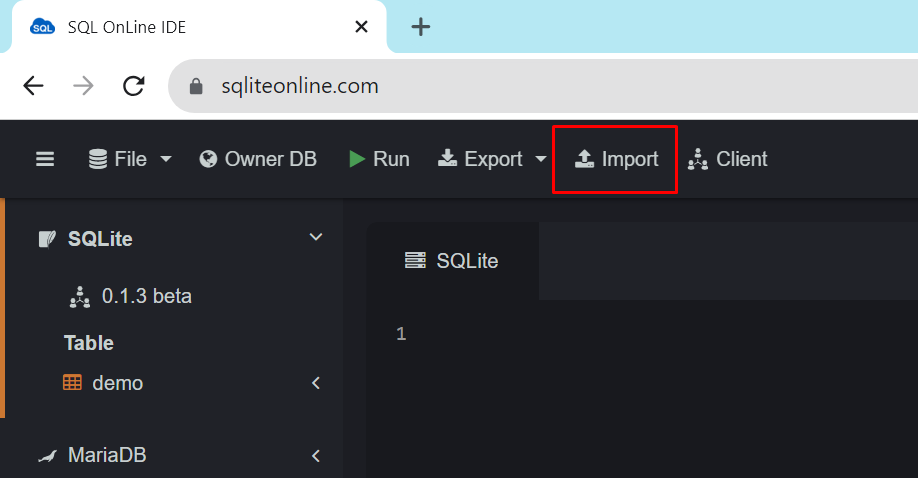 SQL SQL OnLine IDE
sqliteonline.com
File Owner DB Run Export Import Client
SQLite
SQLite
0.1.3 beta
Table
1
demo
MariaDB